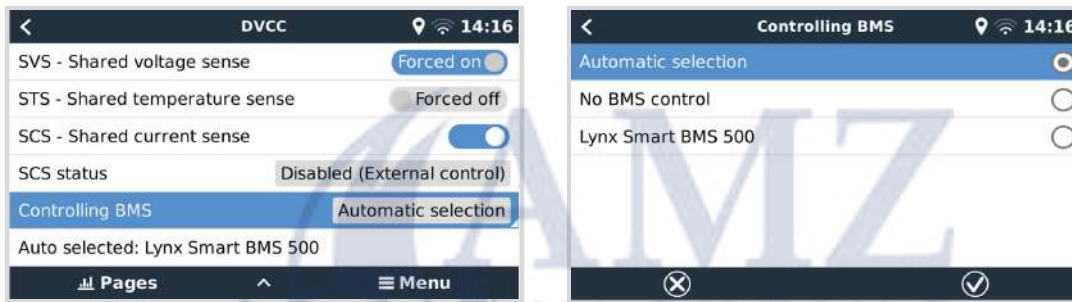 DVCC 14:16
SVS - Shared voltage sense Forced on
STS - Shared temperature sense Forced off
SCS - Shared current sense
SCS status Disabled (External control)
Controlling BMS Automatic selection
Auto selected: Lynx Smart BMS 500
Pages Menu
Controlling BMS 14:16
Automatic selection
No BMS control
Lynx Smart BMS 500
AMZ